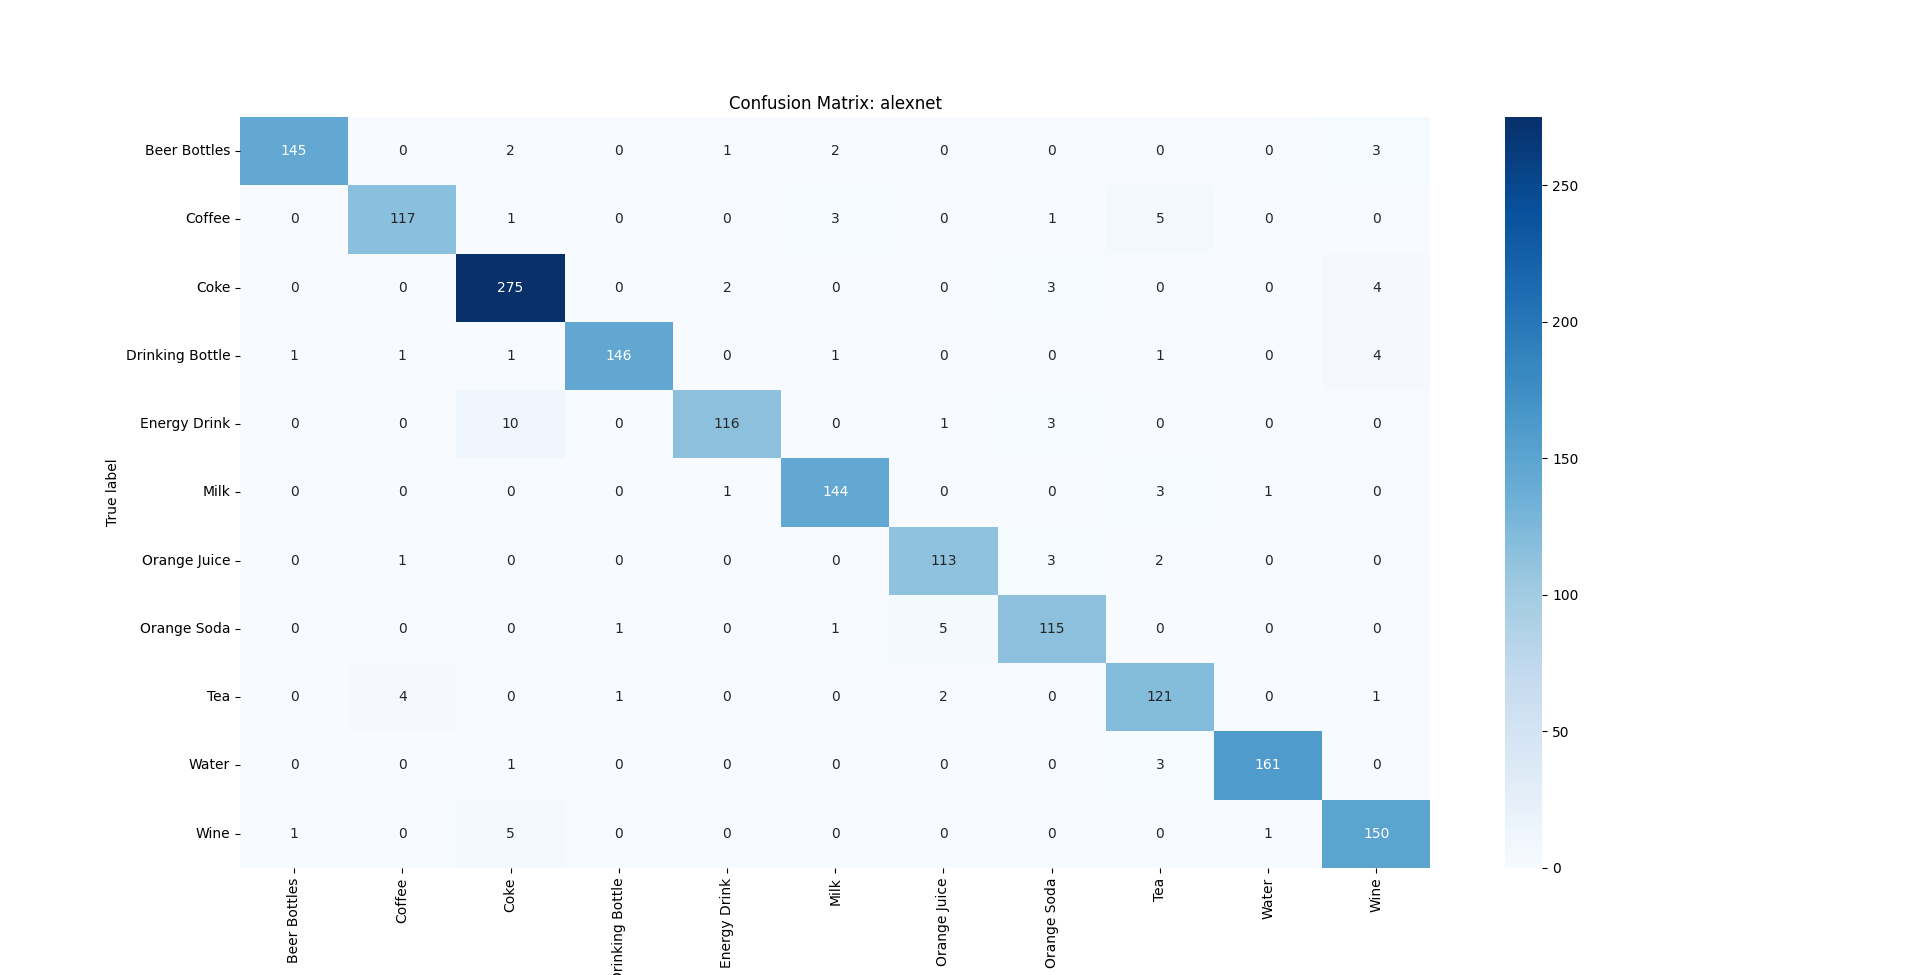 Confusion Matrix: alexnet
True label
Beer Bottles 145 0 2 0 1 2 0 0 0 0 3
Coffee 0 117 1 0 0 3 0 1 5 0 0
Coke 0 0 275 0 2 0 0 3 0 0 4
Drinking Bottle 1 1 1 146 0 1 0 0 1 0 4
Energy Drink 0 0 10 0 116 0 1 3 0 0 0
Milk 0 0 0 0 1 144 0 0 3 1 0
Orange Juice 0 1 0 0 0 0 113 3 2 0 0
Orange Soda 0 0 0 1 0 1 5 115 0 0 0
Tea 0 4 0 1 0 0 2 0 121 0 1
Water 0 0 1 0 0 0 0 0 3 161 0
Wine 1 0 5 0 0 0 0 0 0 1 150
Beer Bottles
Coffee
Coke
Drinking Bottle
Energy Drink
Milk
Orange Juice
Orange Soda
Tea
Water
Wine
250
200
150
100
50
0